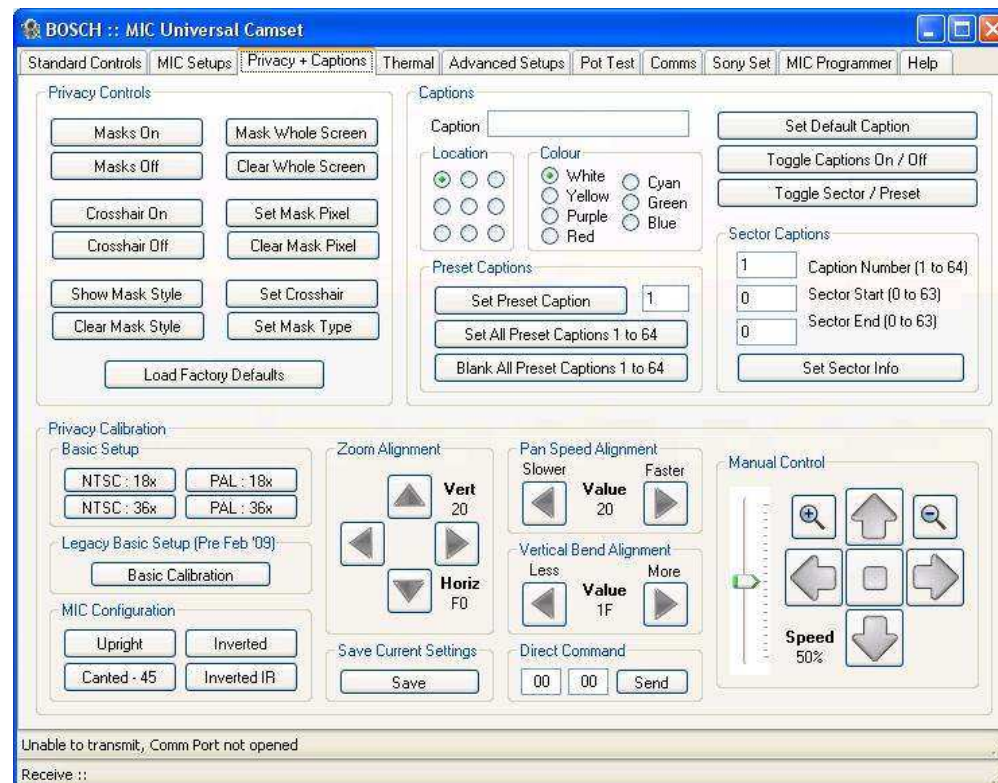 BOSCH :: MIC Universal Camset
Standard Controls MIC Setups Privacy + Captions Thermal Advanced Setups Pot Test Comms Sony Set MIC Programmer Help
Privacy Controls
Masks On Mask Whole Screen
Masks Off Clear Whole Screen
Crosshair On Set Mask Pixel
Crosshair Off Clear Mask Pixel
Show Mask Style Set Crosshair
Clear Mask Style Set Mask Type
Load Factory Defaults
Captions
Caption
Location
Colour
White
Yellow
Purple
Red
Cyan
Green
Blue
Preset Captions
Set Preset Caption 1
Set All Preset Captions 1 to 64
Blank All Preset Captions 1 to 64
Set Default Caption
Toggle Captions On / Off
Toggle Sector / Preset
Sector Captions
1 Caption Number (1 to 64)
0 Sector Start (0 to 63)
0 Sector End (0 to 63)
Set Sector Info
Privacy Calibration
Basic Setup
NTSC : 18x PAL : 18x
NTSC : 36x PAL : 36x
Legacy Basic Setup (Pre Feb '09)
Basic Calibration
MIC Configuration
Upright Inverted
Canted - 45 Inverted IR
Zoom Alignment
Vert
20
Horiz
F0
Save Current Settings
Save
Pan Speed Alignment
Slower Value Faster
20
Vertical Bend Alignment
Less Value More
1F
Direct Command
00 00 Send
Manual Control
Speed
50%
Unable to transmit, Comm Port not opened
Receive ::